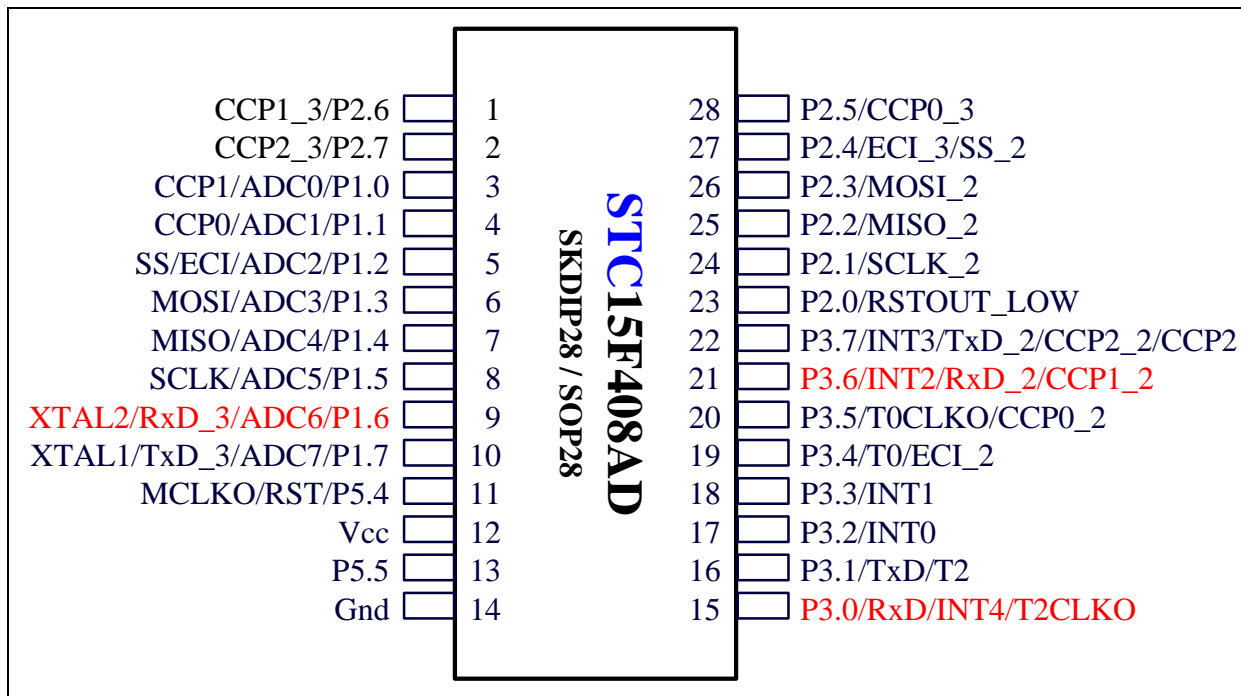 CCP1_3/P2.6 1 28 P2.5/CCP0_3
CCP2_3/P2.7 2 27 P2.4/ECI_3/SS_2
CCP1/ADC0/P1.0 3 26 P2.3/MOSI_2
CCP0/ADC1/P1.1 4 25 P2.2/MISO_2
SS/ECI/ADC2/P1.2 5 24 P2.1/SCLK_2
MOSI/ADC3/P1.3 6 23 P2.0/RSTOUT_LOW
MISO/ADC4/P1.4 7 22 P3.7/INT3/TxD_2/CCP2_2/CCP2
SCLK/ADC5/P1.5 8 21 P3.6/INT2/RxD_2/CCP1_2
XTAL2/RxD_3/ADC6/P1.6 9 20 P3.5/T0CLKO/CCP0_2
XTAL1/TxD_3/ADC7/P1.7 10 19 P3.4/T0/ECI_2
MCLKO/RST/P5.4 11 18 P3.3/INT1
Vcc 12 17 P3.2/INT0
P5.5 13 16 P3.1/TxD/T2
Gnd 14 15 P3.0/RxD/INT4/T2CLKO
STC15F408AD
SKDIP28 / SOP28